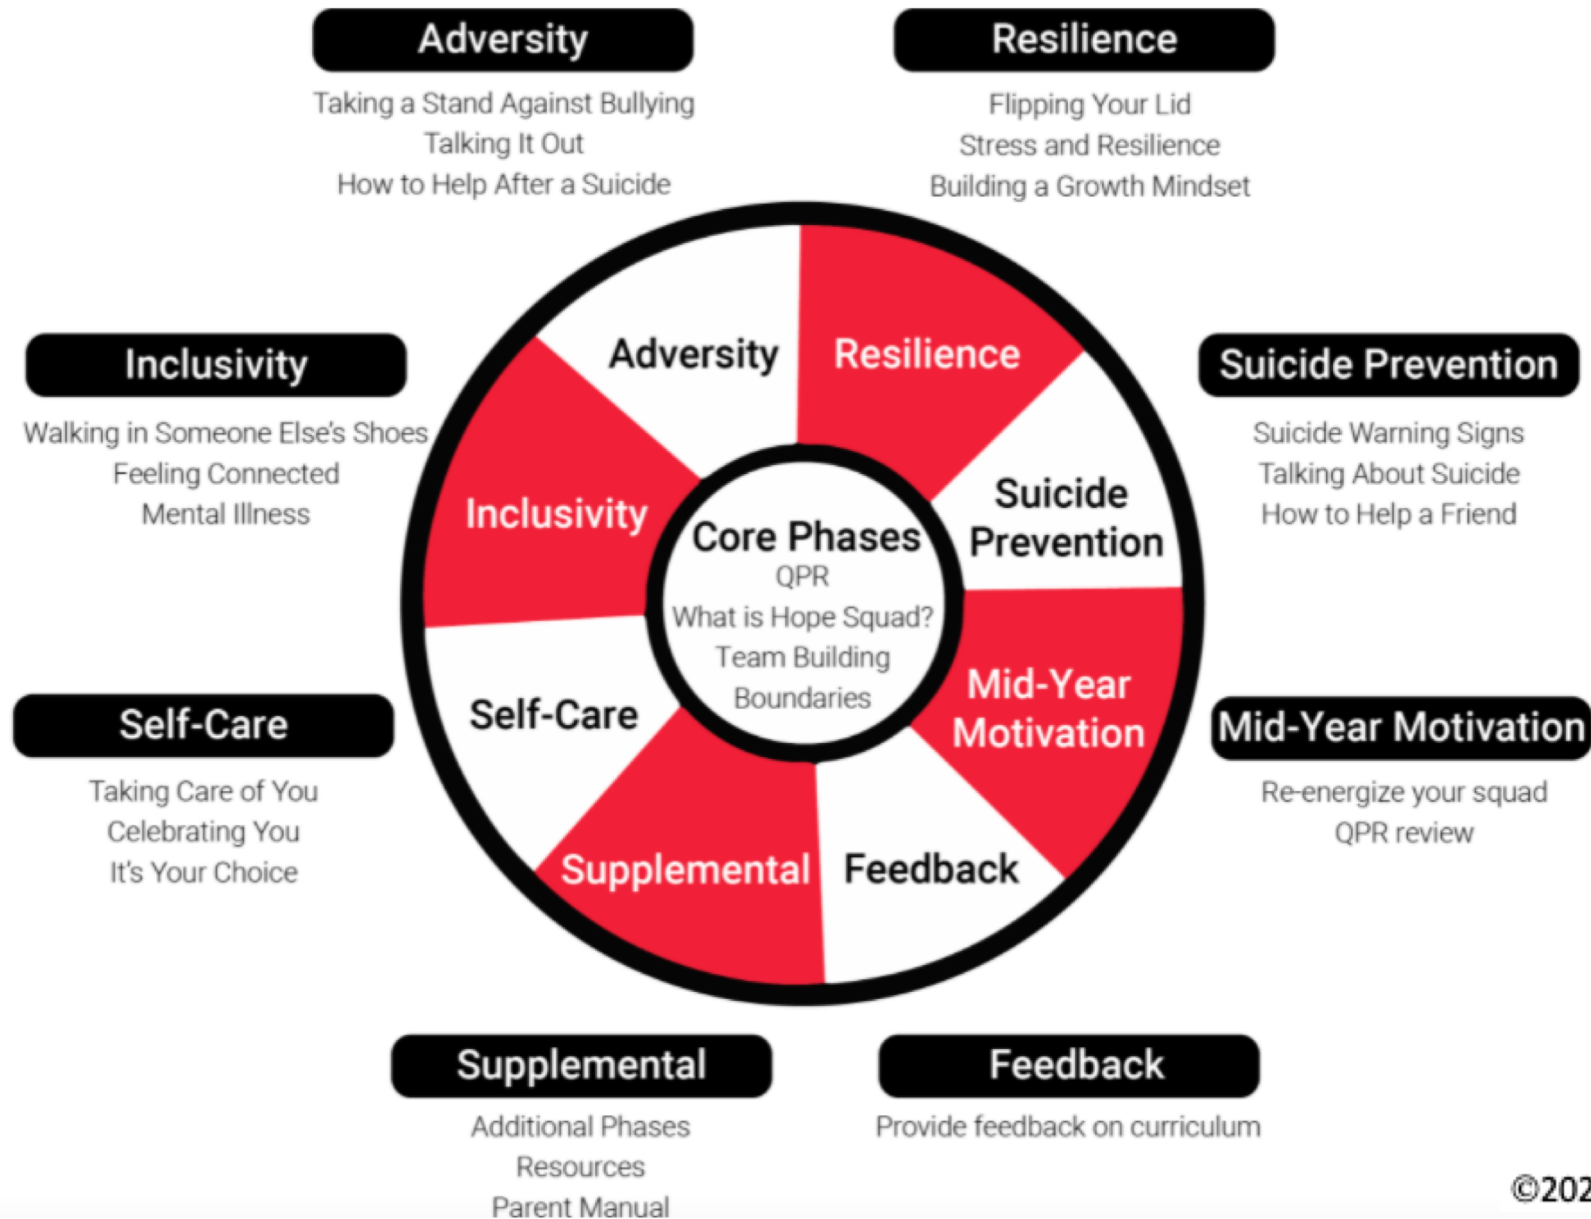 Adversity
Taking a Stand Against Bullying
Talking It Out
How to Help After a Suicide
Resilience
Flipping Your Lid
Stress and Resilience
Building a Growth Mindset
Inclusivity
Walking in Someone Else's Shoes
Feeling Connected
Mental Illness
Suicide Prevention
Suicide Warning Signs
Talking About Suicide
How to Help a Friend
Adversity
Resilience
Inclusivity
Suicide
Prevention
Core Phases
QPR
What is Hope Squad?
Team Building
Boundaries
Self-Care
Mid-Year
Motivation
Supplemental
Feedback
Self-Care
Taking Care of You
Celebrating You
It's Your Choice
Mid-Year Motivation
Re-energize your squad
QPR review
Supplemental
Additional Phases
Resources
Parent Manual
Feedback
Provide feedback on curriculum
©202